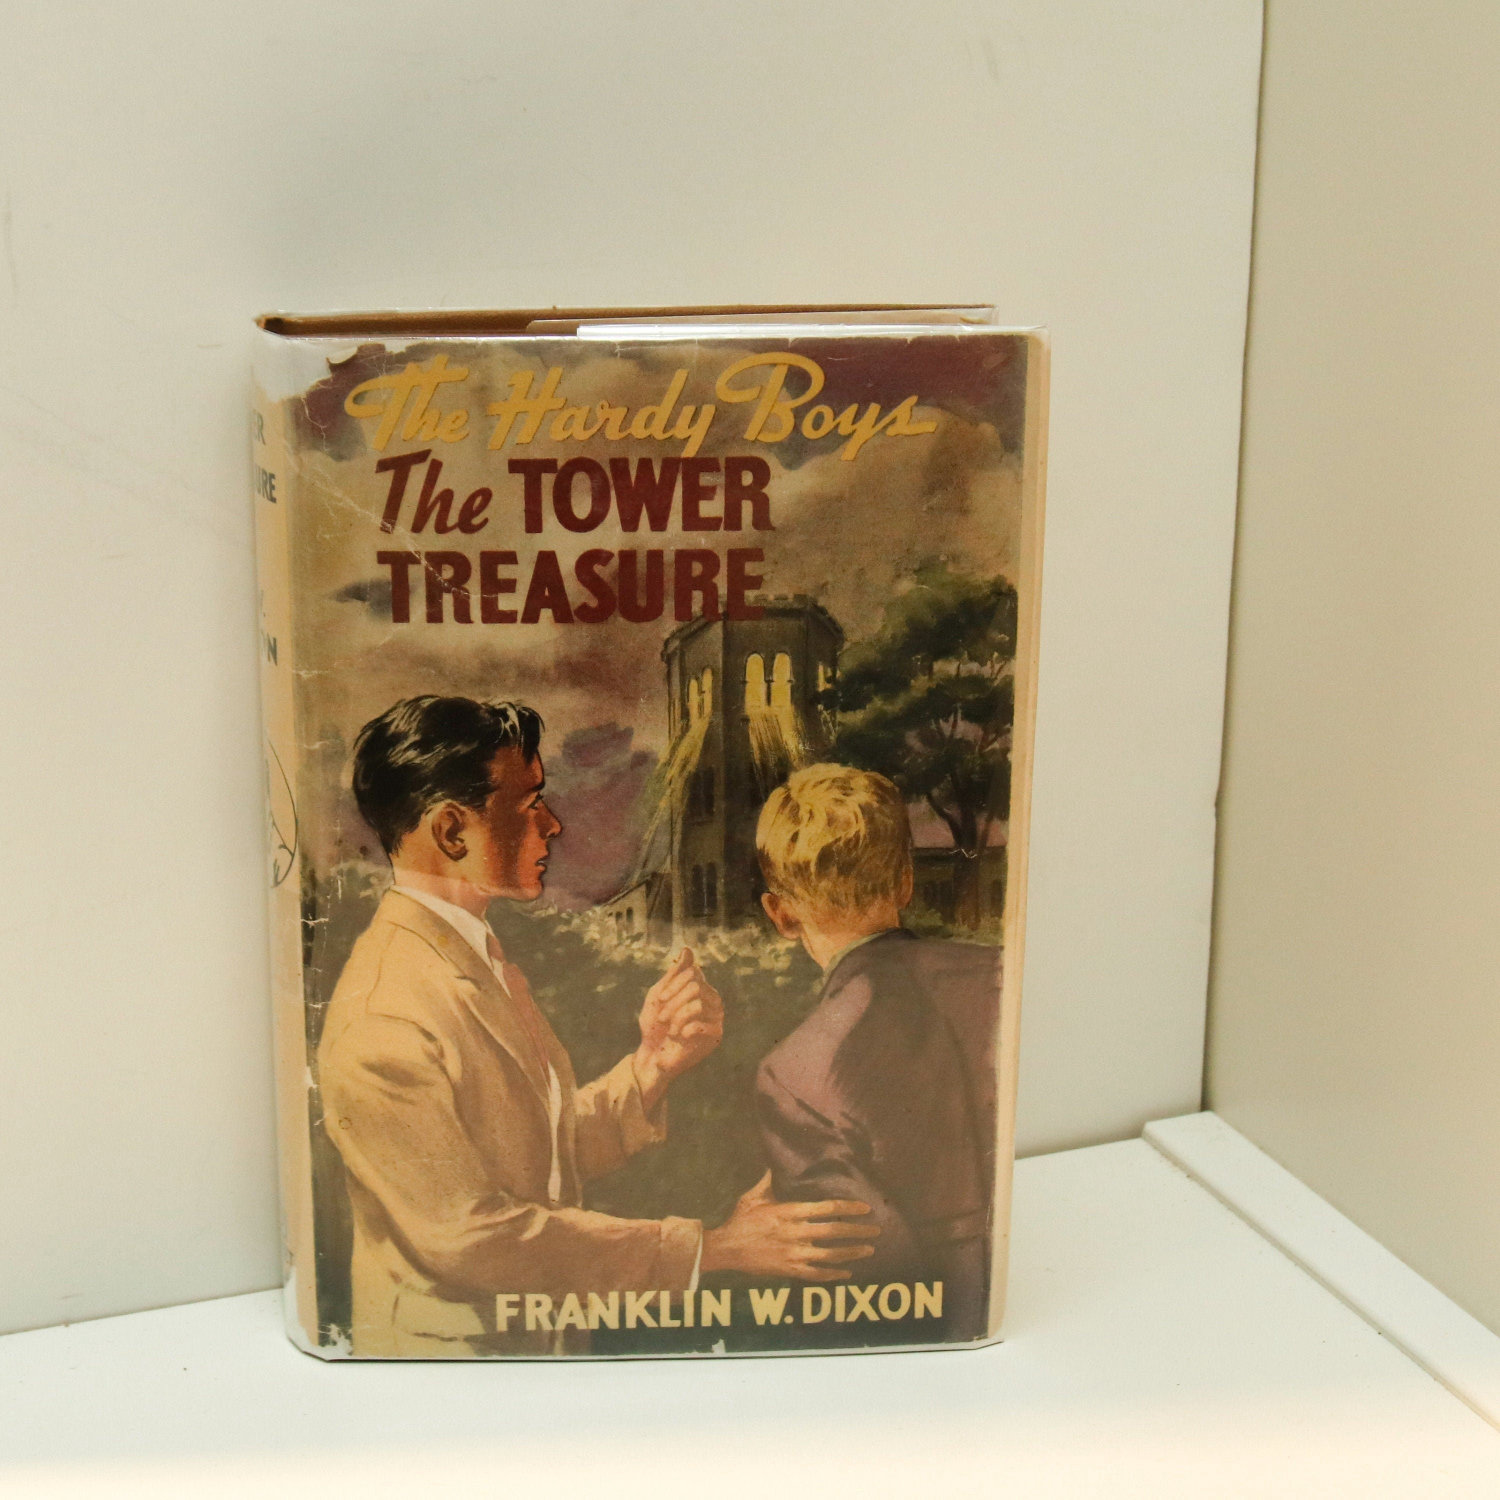 The Hardy Boys
The TOWER
TREASURE
FRANKLIN W. DIXON